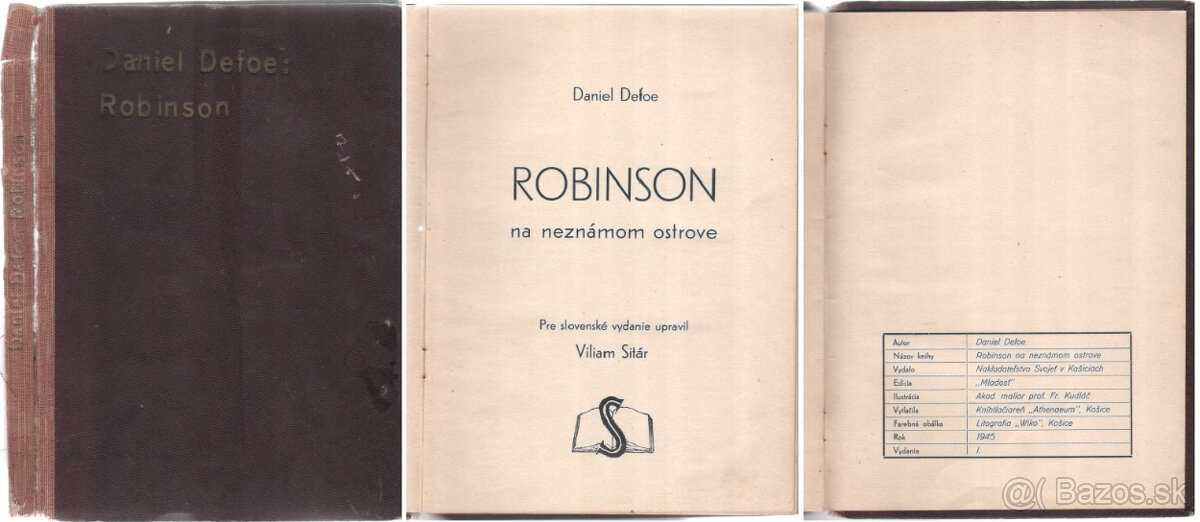 Daniel Defoe:
Robinson
Daniel Defoe: Robinson
Daniel Defoe
ROBINSON
na neznámom ostrove
Pre slovenské vydanie upravil
Viliam Sitár
S
Autor Daniel Defoe
Názov knihy Robinson na neznámom ostrove
Vydalo Nakladateľstvo Svojeť v Košiciach
Edícia „Mladosť"
Ilustrácia Akad. maliar prof. Fr. Kudláč
Vytlačila Kníhtlačiareň „Athenaeum", Košice
Farebná obálka Litografia „Wiko", Košice
Rok 1945
Vydanie I.
@( Bazos.sk